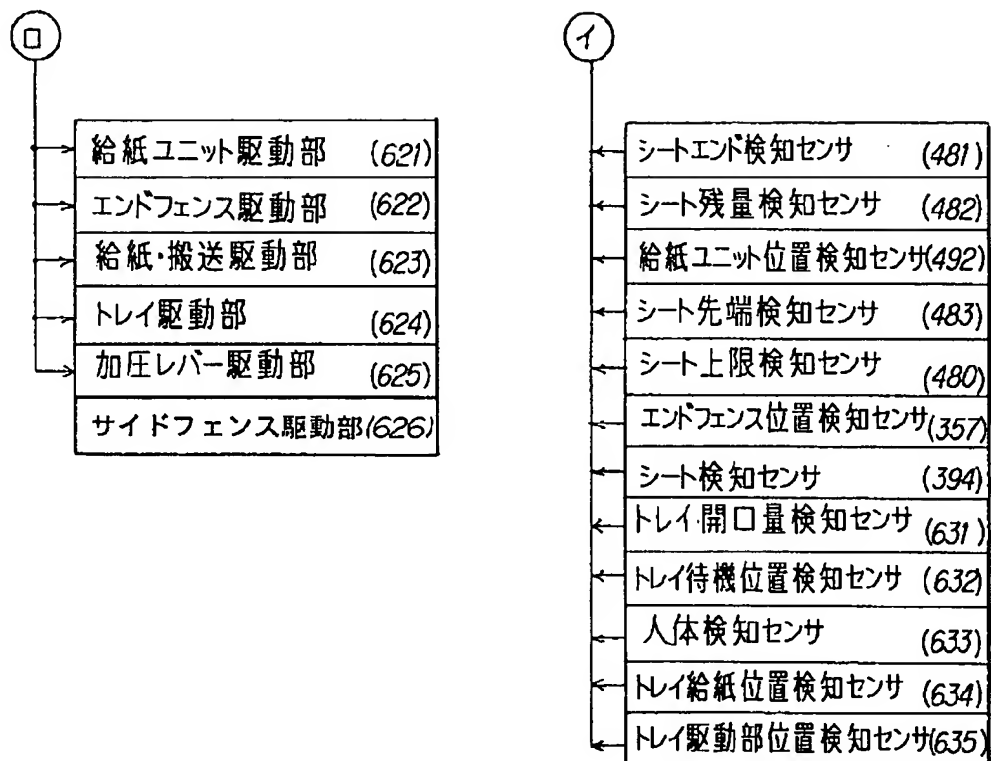 ロ
給紙ユニット駆動部 (621)
エンドフェンス駆動部 (622)
給紙・搬送駆動部 (623)
トレイ駆動部 (624)
加圧レバー駆動部 (625)
サイドフェンス駆動部(626)
イ
シートエンド検知センサ (481)
シート残量検知センサ (482)
給紙ユニット位置検知センサ(492)
シート先端検知センサ (483)
シート上限検知センサ (480)
エンドフェンス位置検知センサ(357)
シート検知センサ (394)
トレイ開口量検知センサ (631)
トレイ待機位置検知センサ (632)
人体検知センサ (633)
トレイ給紙位置検知センサ (634)
トレイ駆動部位置検知センサ(635)